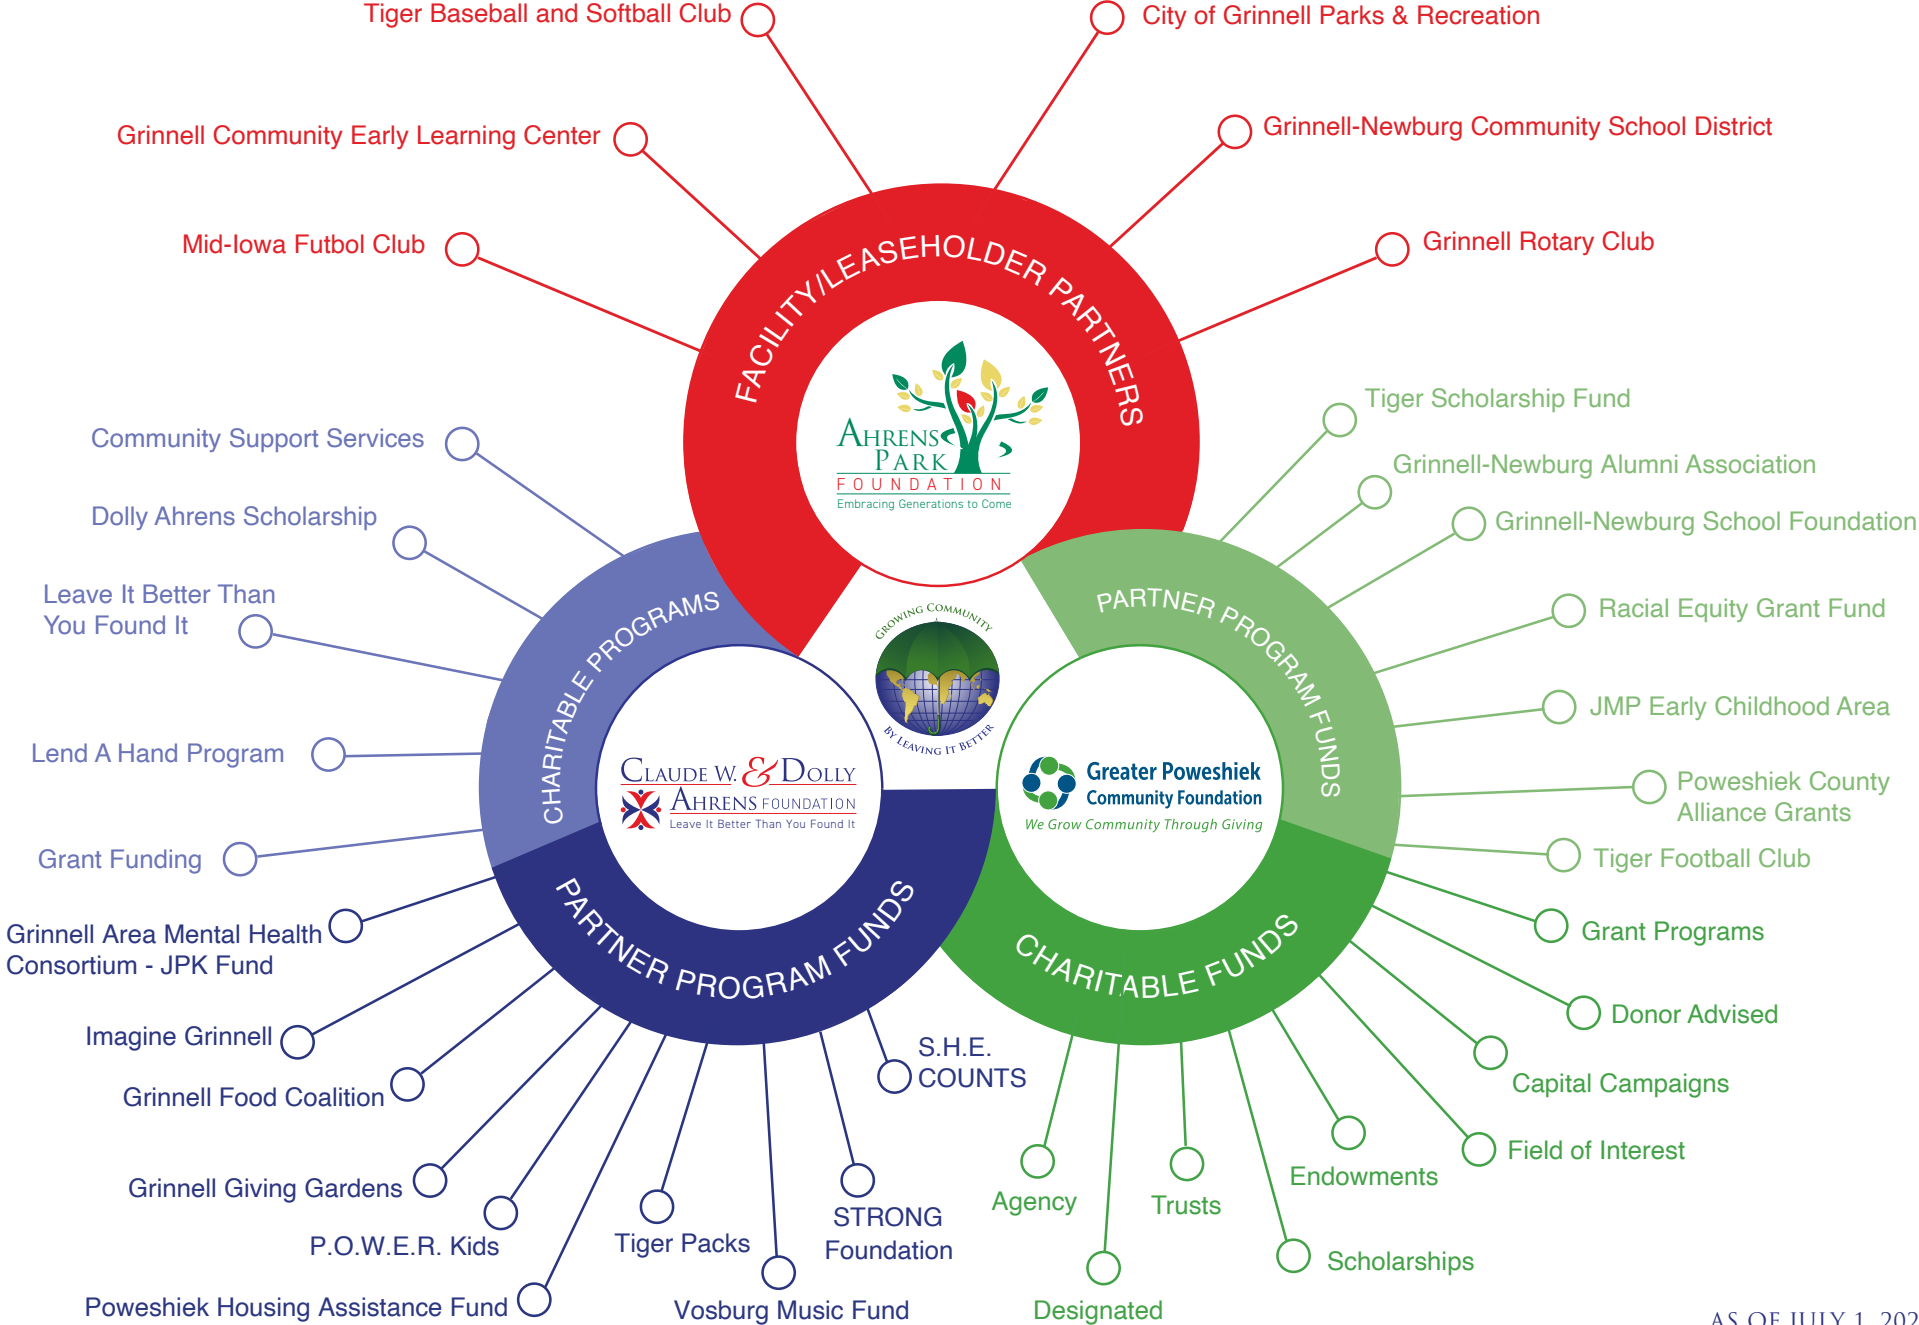 Tiger Baseball and Softball Club
City of Grinnell Parks & Recreation
Grinnell Community Early Learning Center
Grinnell-Newburg Community School District
Mid-Iowa Futbol Club
Grinnell Rotary Club
FACILITY/LEASEHOLDER PARTNERS
AHRENS
PARK
FOUNDATION
Embracing Generations to Come
Community Support Services
Dolly Ahrens Scholarship
Leave It Better Than
You Found It
Lend A Hand Program
Grant Funding
CHARITABLE PROGRAMS
GROWING COMMUNITY
BY LEAVING IT BETTER
CLAUDE W. & DOLLY
AHRENS FOUNDATION
Leave It Better Than You Found It
Tiger Scholarship Fund
Grinnell-Newburg Alumni Association
Grinnell-Newburg School Foundation
Racial Equity Grant Fund
JMP Early Childhood Area
Poweshiek County
Alliance Grants
Tiger Football Club
PARTNER PROGRAM FUNDS
Greater Poweshiek
Community Foundation
We Grow Community Through Giving
PARTNER PROGRAM FUNDS
Grinnell Area Mental Health
Consortium - JPK Fund
Imagine Grinnell
Grinnell Food Coalition
Grinnell Giving Gardens
P.O.W.E.R. Kids
Poweshiek Housing Assistance Fund
Tiger Packs
Vosburg Music Fund
STRONG
Foundation
S.H.E.
COUNTS
CHARITABLE FUNDS
Grant Programs
Donor Advised
Capital Campaigns
Field of Interest
Endowments
Scholarships
Trusts
Designated
Agency
AS OF JULY 1, 202